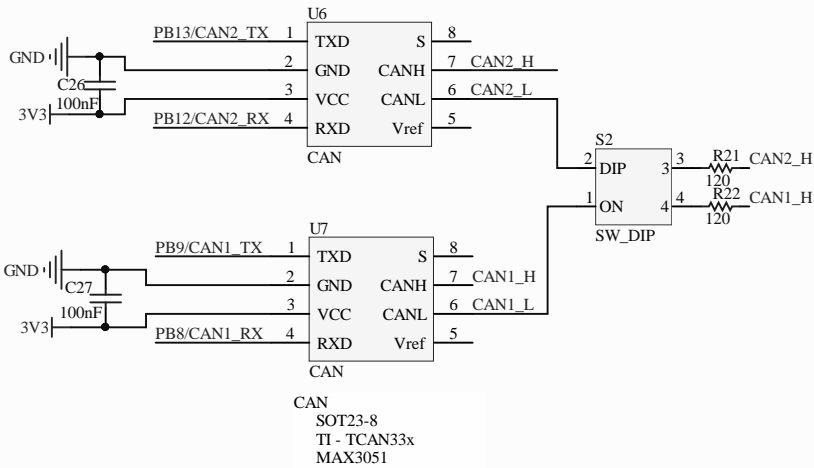 U6
PB13/CAN2_TX 1 TXD S 8
GND 2 GND CANH 7 CAN2_H
C26
100nF
3V3 3 VCC CANL 6 CAN2_L
PB12/CAN2_RX 4 RXD Vref 5
CAN
S2
2 DIP 3 3 R21 CAN2_H
120
1 ON 4 4 R22 CAN1_H
120
SW_DIP
U7
PB9/CAN1_TX 1 TXD S 8
GND 2 GND CANH 7 CAN1_H
C27
100nF
3V3 3 VCC CANL 6 CAN1_L
PB8/CAN1_RX 4 RXD Vref 5
CAN
CAN
SOT23-8
TI - TCAN33x
MAX3051